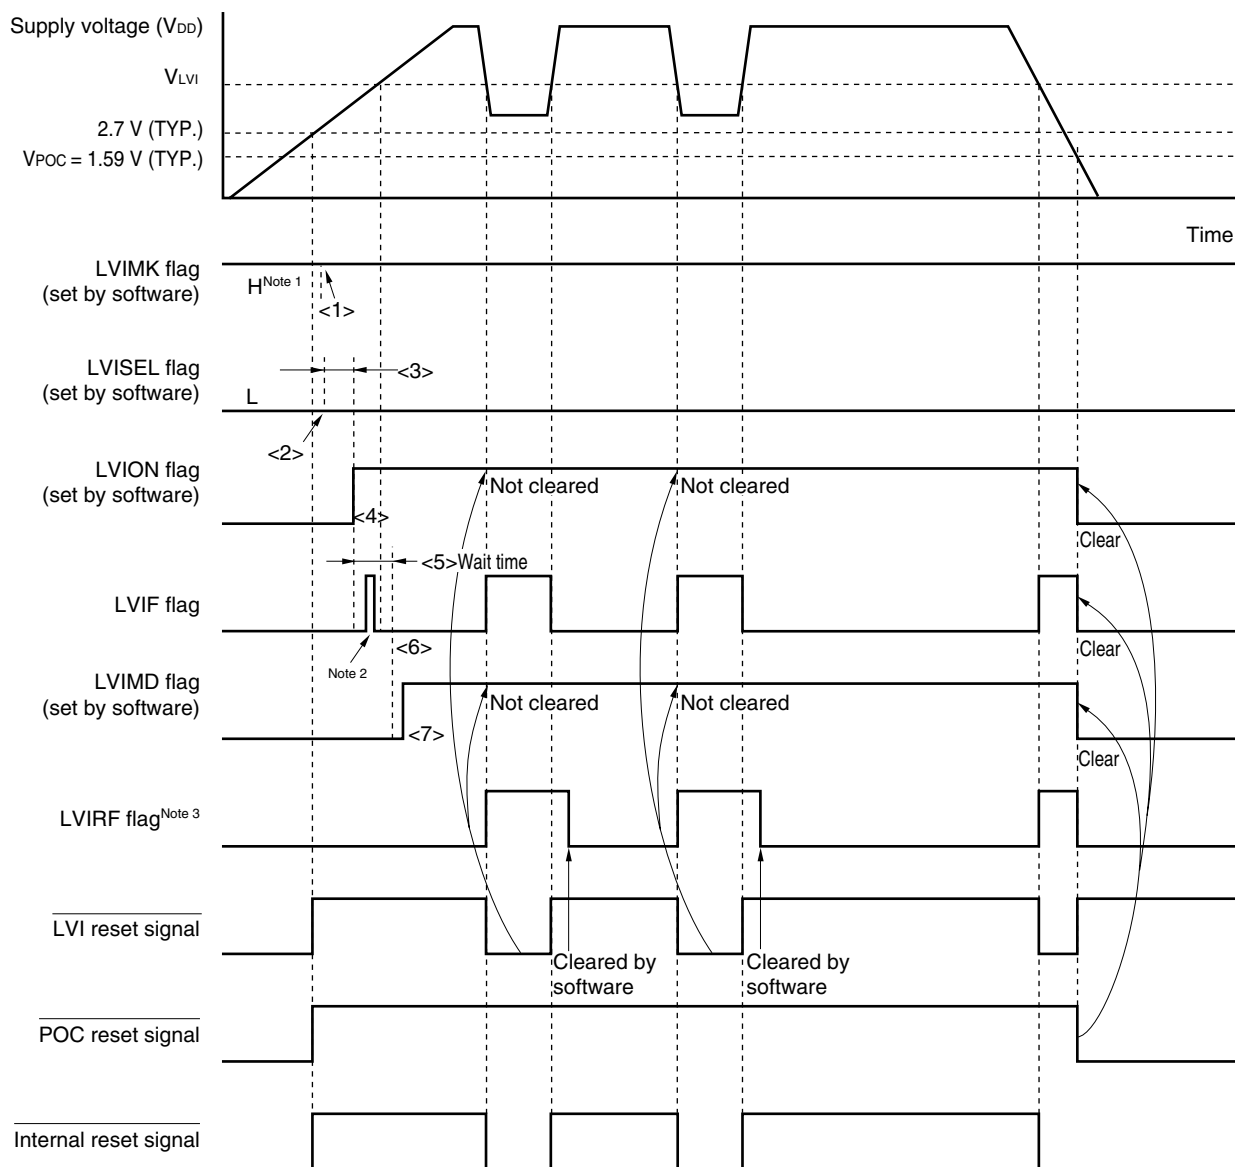 Supply voltage (VDD)
VLVI
2.7 V (TYP.)
VPOC = 1.59 V (TYP.)
Time
LVIMK flag
(set by software)
H Note 1
<1>
LVISEL flag
(set by software)
<3>
L
<2>
LVION flag
(set by software)
Not cleared
Not cleared
<4>
Clear
<5>Wait time
LVIF flag
Note 2
<6>
Clear
LVIMD flag
(set by software)
Not cleared
Not cleared
<7>
Clear
LVIRF flag Note 3
LVI reset signal
Cleared by
software
Cleared by
software
POC reset signal
Internal reset signal